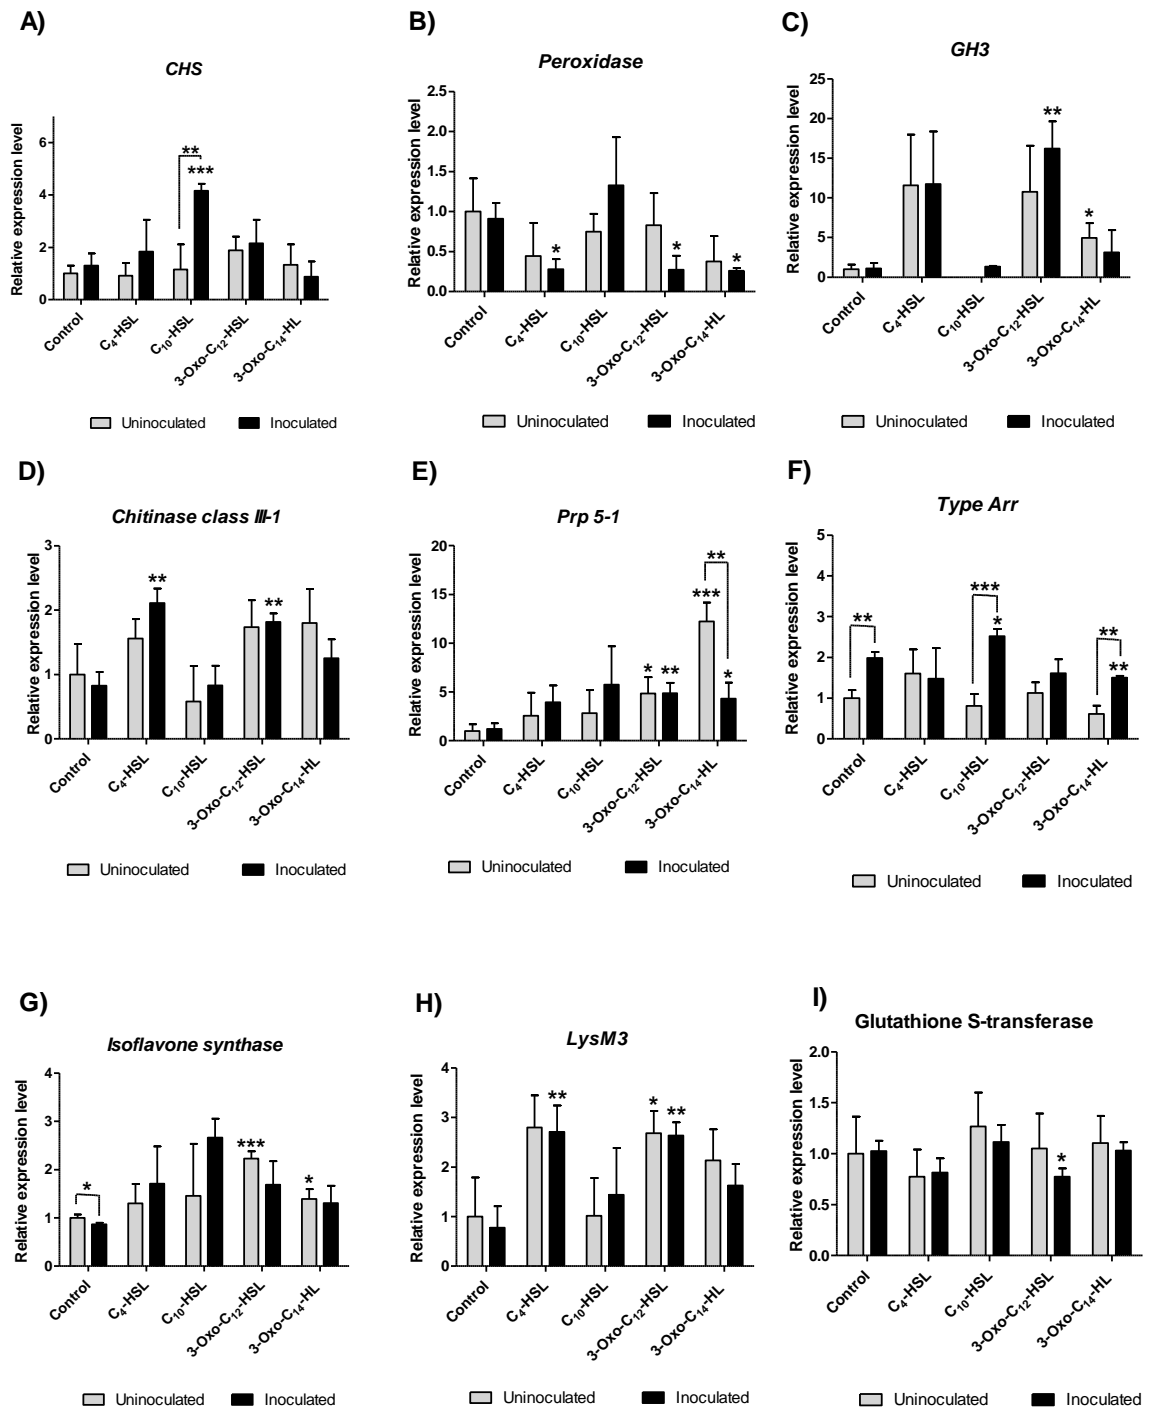 A)
CHS
Relative expression level
6
4
2
0
**
***
Control
C4-HSL
C10-HSL
3-Oxo-C12-HSL
3-Oxo-C14-HL
Uninoculated Inoculated
B)
Peroxidase
Relative expression level
2.5
2.0
1.5
1.0
0.5
0.0
*
*
*
Control
C4-HSL
C10-HSL
3-Oxo-C12-HSL
3-Oxo-C14-HL
Uninoculated Inoculated
C)
GH3
Relative expression level
25
20
15
10
5
0
**
*
Control
C4-HSL
C10-HSL
3-Oxo-C12-HSL
3-Oxo-C14-HL
Uninoculated Inoculated
D)
Chitinase class III-1
Relative expression level
3
2
1
0
**
**
Control
C4-HSL
C10-HSL
3-Oxo-C12-HSL
3-Oxo-C14-HL
Uninoculated Inoculated
E)
Prp 5-1
Relative expression level
20
15
10
5
0
*
**
**
***
*
Control
C4-HSL
C10-HSL
3-Oxo-C12-HSL
3-Oxo-C14-HL
Uninoculated Inoculated
F)
Type Arr
Relative expression level
5
4
3
2
1
0
**
***
*
**
**
Control
C4-HSL
C10-HSL
3-Oxo-C12-HSL
3-Oxo-C14-HL
Uninoculated Inoculated
G)
Isoflavone synthase
Relative expression level
4
3
2
1
0
*
***
*
Control
C4-HSL
C10-HSL
3-Oxo-C12-HSL
3-Oxo-C14-HL
Uninoculated Inoculated
H)
LysM3
Relative expression level
4
3
2
1
0
**
*
**
Control
C4-HSL
C10-HSL
3-Oxo-C12-HSL
3-Oxo-C14-HL
Uninoculated Inoculated
I)
Glutathione S-transferase
Relative expression level
2.0
1.5
1.0
0.5
0.0
*
Control
C4-HSL
C10-HSL
3-Oxo-C12-HSL
3-Oxo-C14-HL
Uninoculated Inoculated